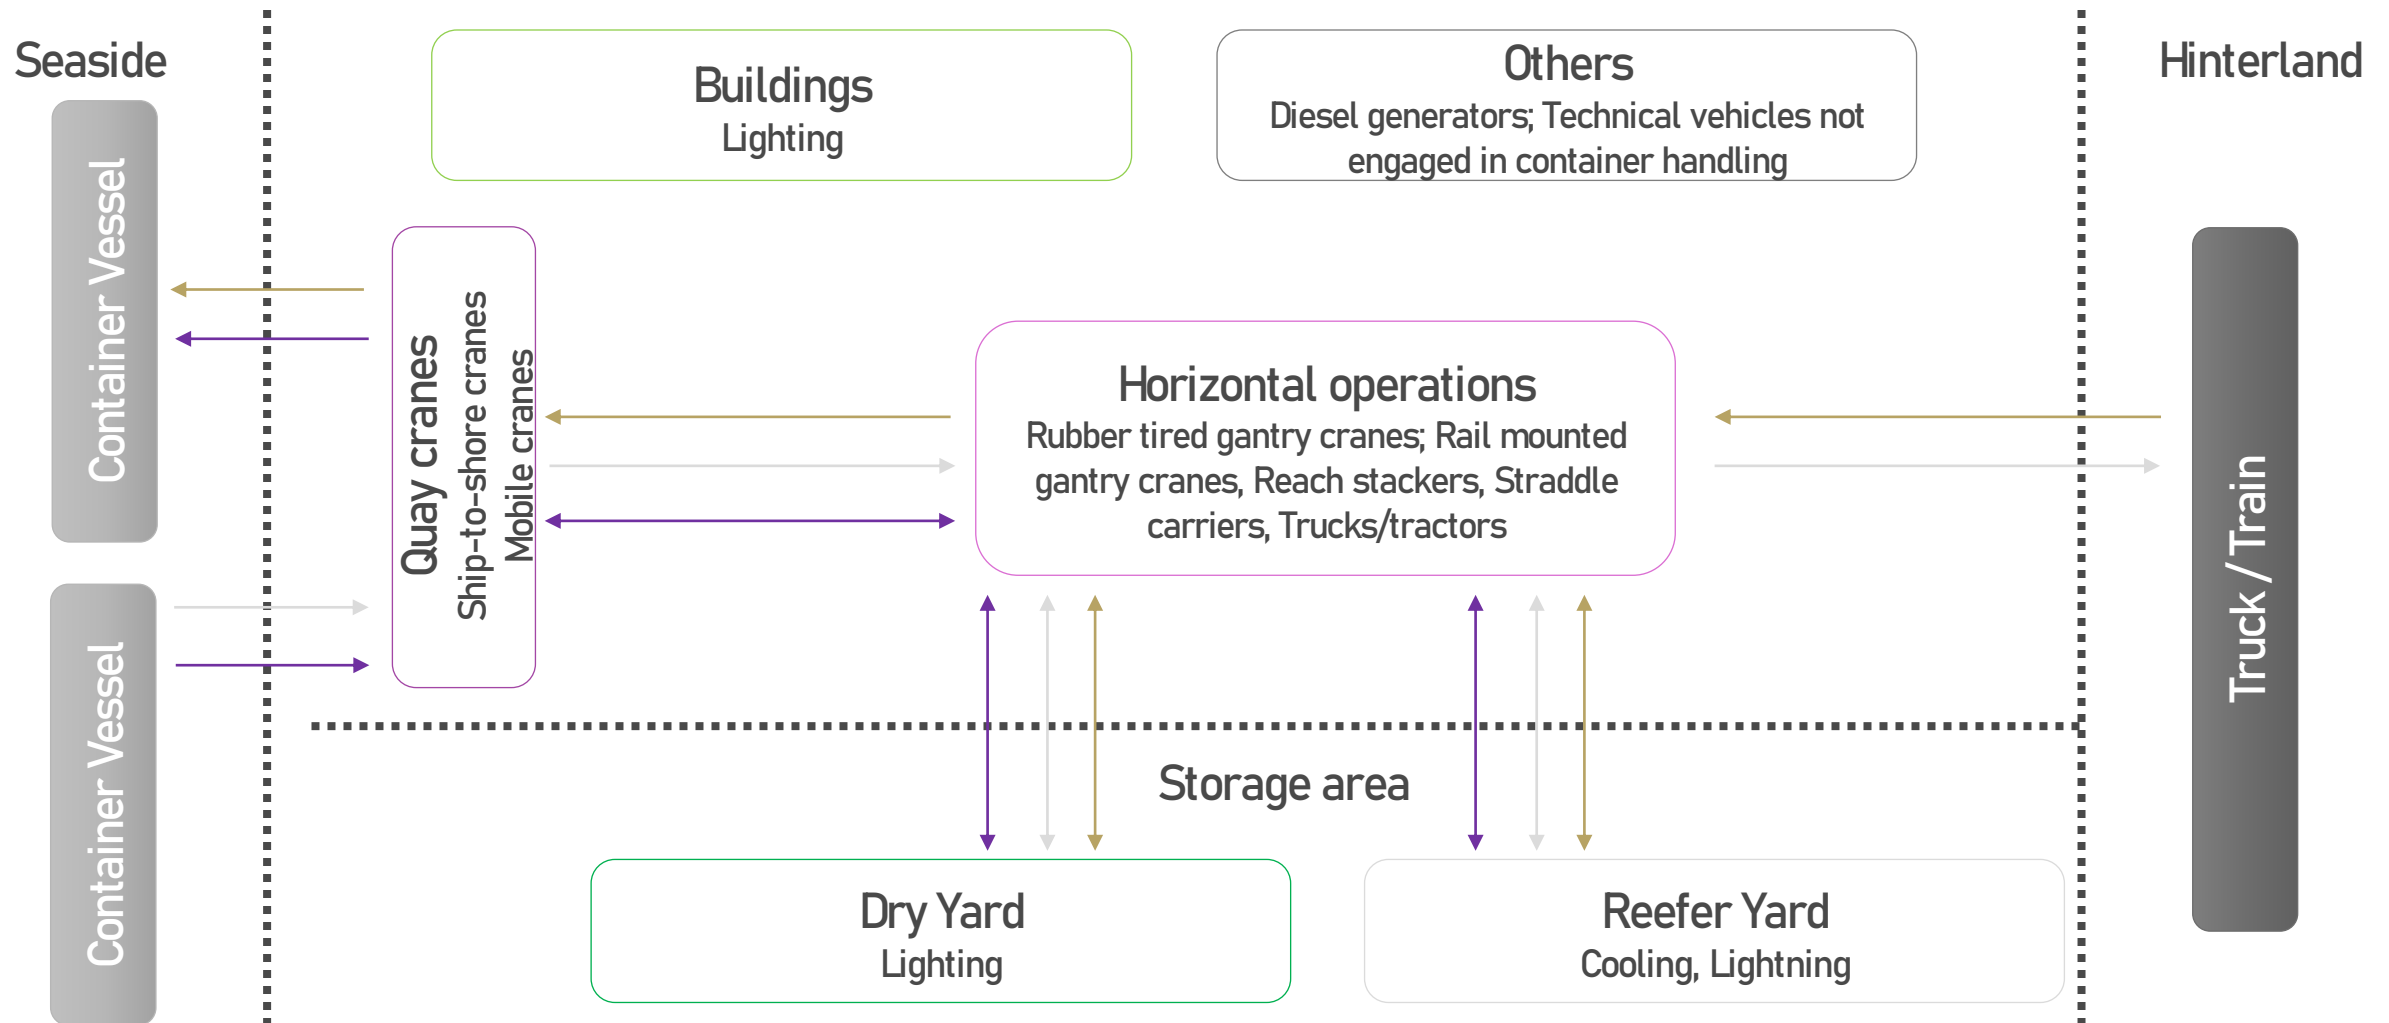 Seaside
Hinterland
Buildings
Lighting
Others
Diesel generators; Technical vehicles not
engaged in container handling
Container Vessel
Container Vessel
Quay cranes
Ship-to-shore cranes
Mobile cranes
Horizontal operations
Rubber tired gantry cranes; Rail mounted
gantry cranes, Reach stackers, Straddle
carriers, Trucks/tractors
Truck / Train
Storage area
Dry Yard
Lighting
Reefer Yard
Cooling, Lightning